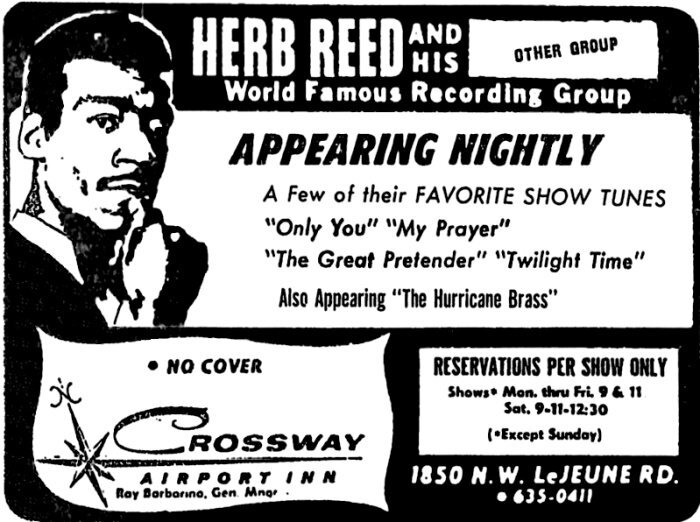 HERB REED AND HIS
OTHER GROUP
World Famous Recording Group
APPEARING NIGHTLY
A Few of their FAVORITE SHOW TUNES
"Only You" "My Prayer"
"The Great Pretender" "Twilight Time"
Also Appearing "The Hurricane Brass"
• NO COVER
CROSSWAY
AIRPORT INN
Ray Barbarino, Gen. Mngr.
RESERVATIONS PER SHOW ONLY
Shows• Mon. thru Fri. 9 & 11
Sat. 9-11-12:30
(•Except Sunday)
1850 N.W. LeJEUNE RD.
• 635-0411